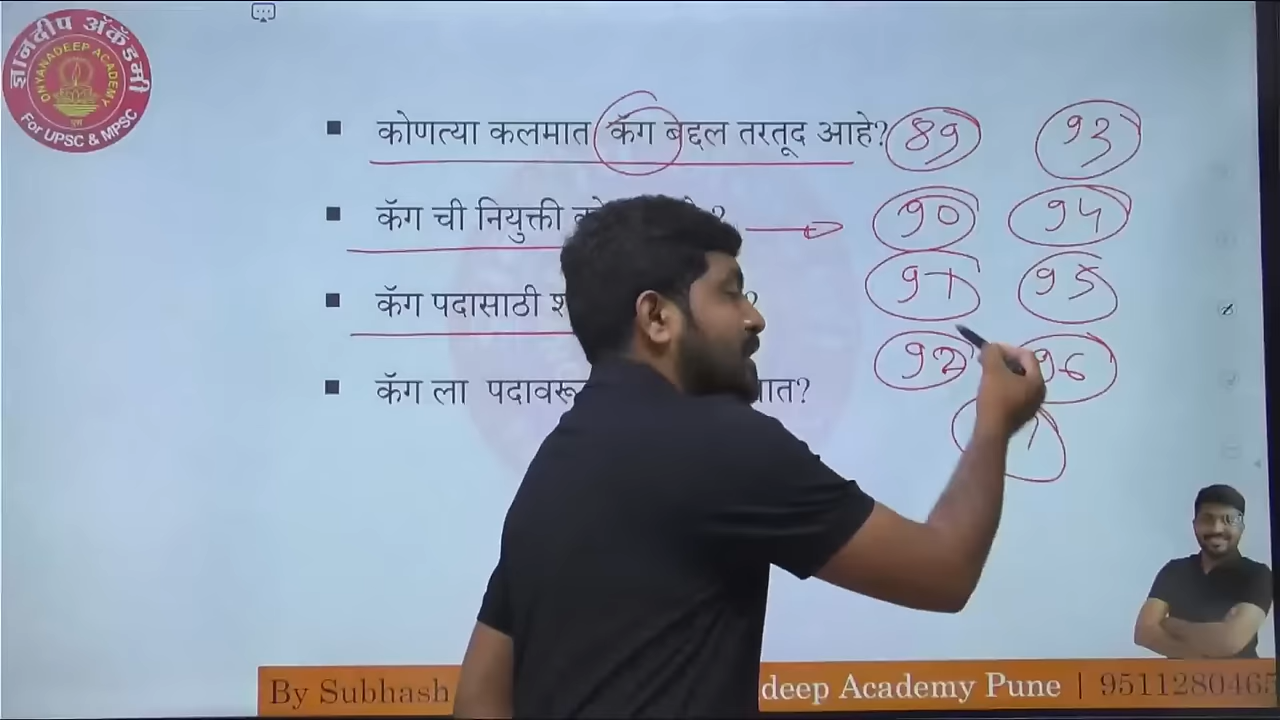 ज्ञानदीप अ‍ॅकॅडमी
DNYANADEEP ACADEMY
पुणे
For UPSC & MPSC
कोणत्या कलमात कॅग बद्दल तरतूद आहे? 89 93
कॅग ची नियुक्ती 90 94
कॅग पदासाठी 91 95
कॅग ला पदावरू 92 96
By Subhash deep Academy Pune | 9511280465